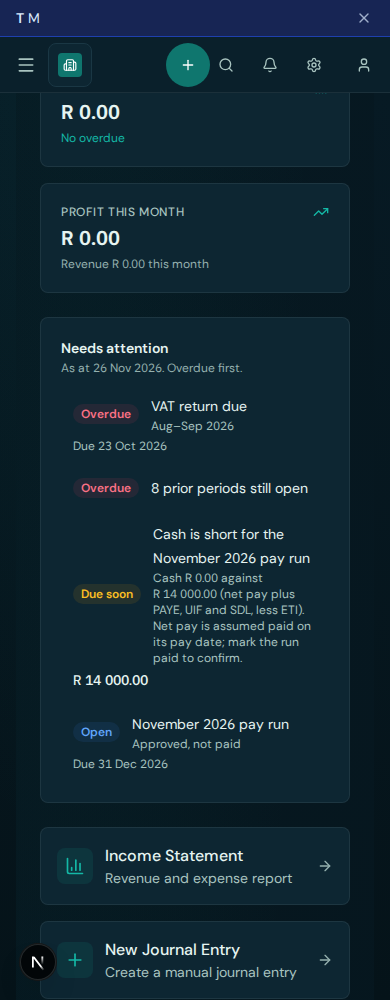 T M
R 0.00
No overdue
PROFIT THIS MONTH
R 0.00
Revenue R 0.00 this month
Needs attention
As at 26 Nov 2026. Overdue first.
Overdue
VAT return due
Aug–Sep 2026
Due 23 Oct 2026
Overdue
8 prior periods still open
Due soon
Cash is short for the
November 2026 pay run
Cash R 0.00 against
R 14 000.00 (net pay plus
PAYE, UIF and SDL, less ETI).
Net pay is assumed paid on
its pay date; mark the run
paid to confirm.
R 14 000.00
Open
November 2026 pay run
Approved, not paid
Due 31 Dec 2026
Income Statement
Revenue and expense report
N
New Journal Entry
Create a manual journal entry